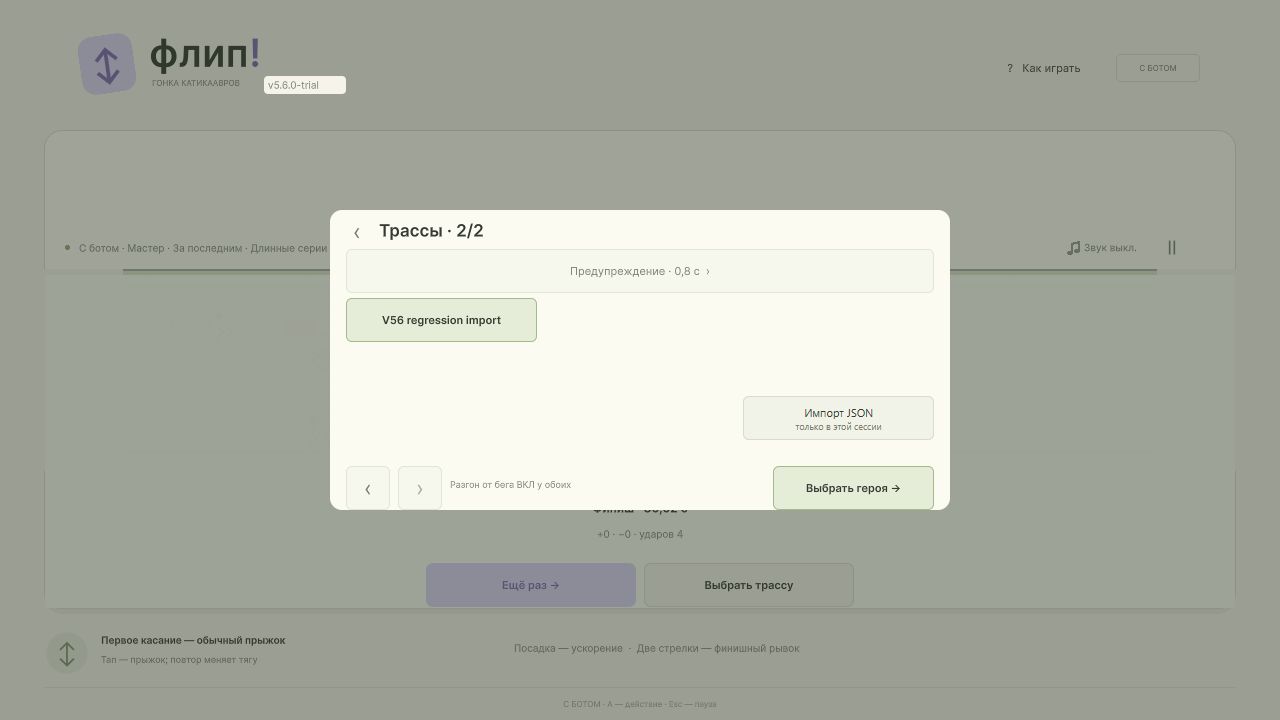 флип!
ГОНКА КАТИКААВРОВ
v5.6.0-trial
? Как играть
С БОТОМ
С ботом · Мастер · За последним · Длинные серии
Звук выкл.
‹ Трассы · 2/2
Предупреждение · 0,8 с ›
V56 regression import
Импорт JSON
только в этой сессии
‹ › Разгон от бега ВКЛ у обоих
Выбрать героя →
+0 · −0 · ударов 4
Ещё раз →
Выбрать трассу
Первое касание — обычный прыжок
Тап — прыжок; повтор меняет тягу
Посадка — ускорение · Две стрелки — финишный рывок
С БОТОМ · A — действие · Esc — пауза